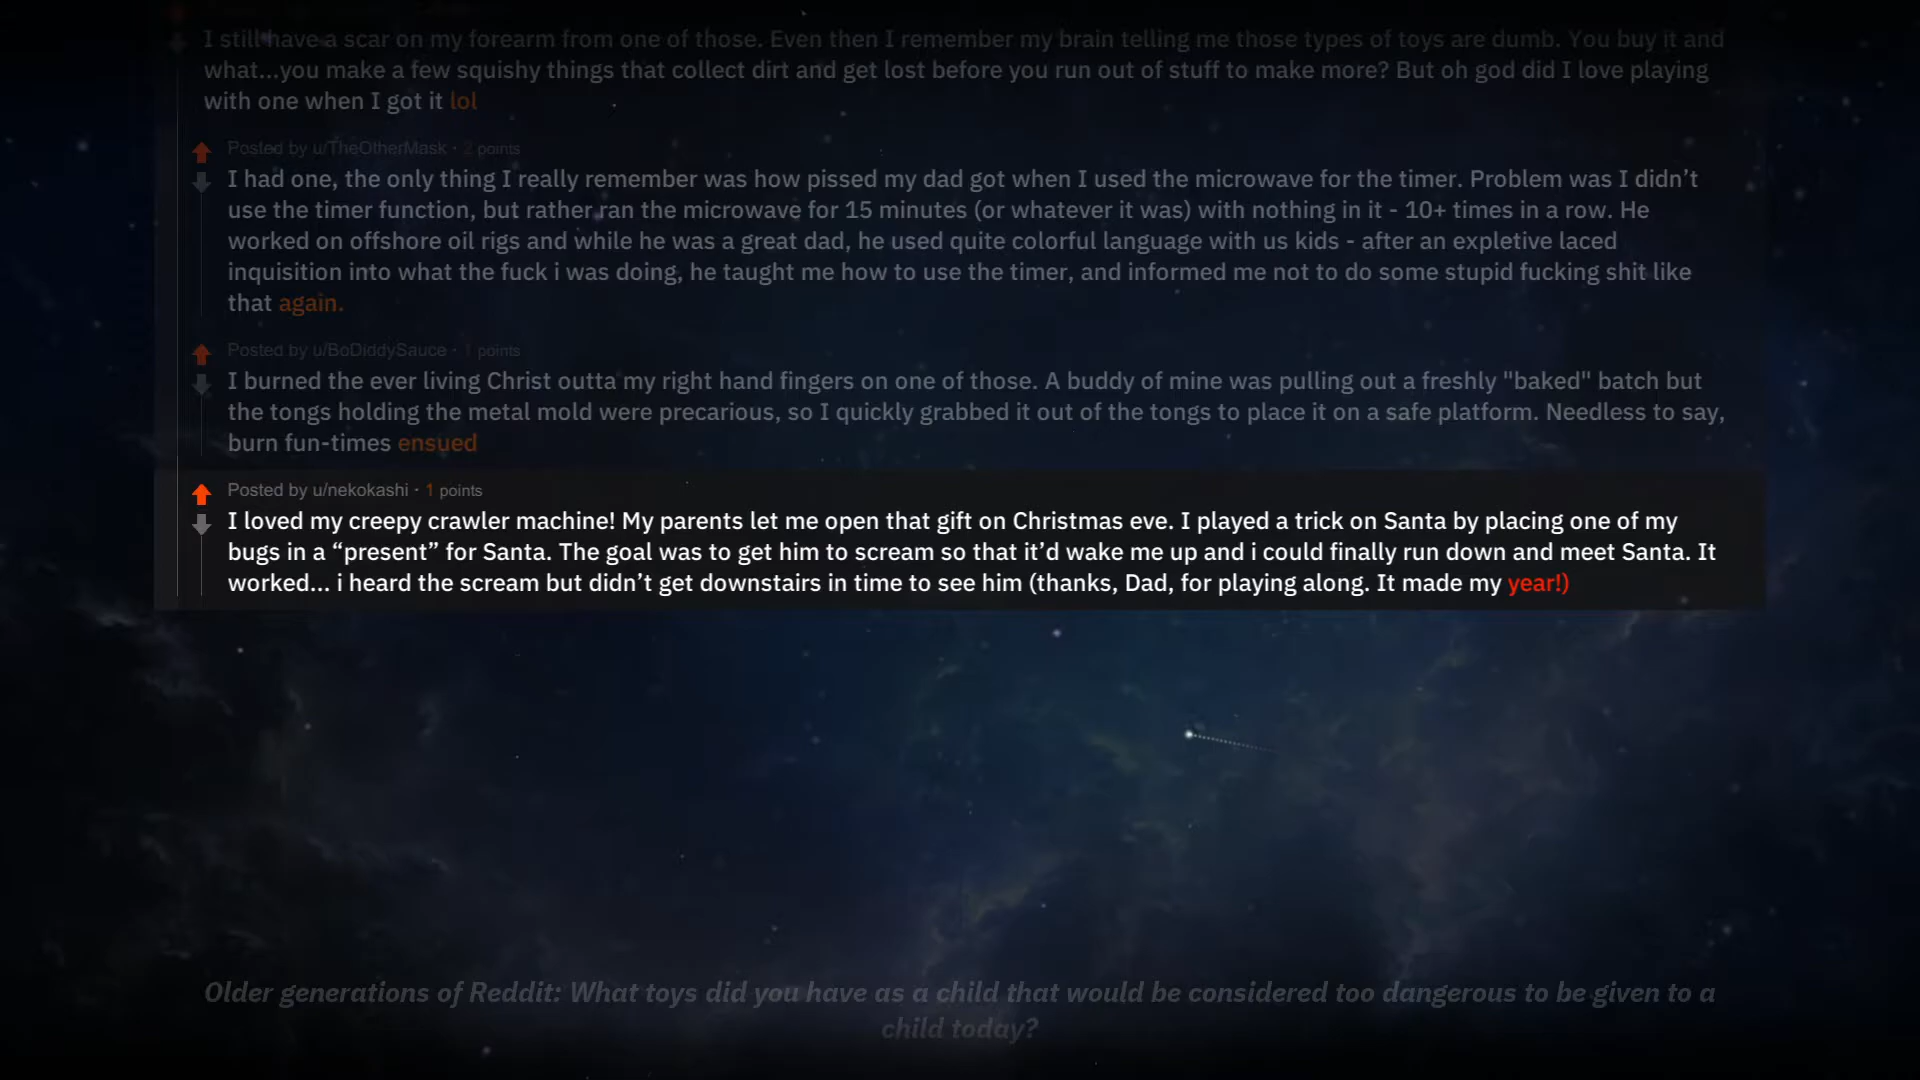 I still have a scar on my forearm from one of those. Even then I remember my brain telling me those types of toys are dumb. You buy it and
what...you make a few squishy things that collect dirt and get lost before you run out of stuff to make more? But oh god did I love playing
with one when I got it lol
Posted by u/TheOtherMask · 2 points
I had one, the only thing I really remember was how pissed my dad got when I used the microwave for the timer. Problem was I didn’t
use the timer function, but rather ran the microwave for 15 minutes (or whatever it was) with nothing in it - 10+ times in a row. He
worked on offshore oil rigs and while he was a great dad, he used quite colorful language with us kids - after an expletive laced
inquisition into what the fuck i was doing, he taught me how to use the timer, and informed me not to do some stupid fucking shit like
that again.
Posted by u/BoDiddySauce · 1 points
I burned the ever living Christ outta my right hand fingers on one of those. A buddy of mine was pulling out a freshly "baked" batch but
the tongs holding the metal mold were precarious, so I quickly grabbed it out of the tongs to place it on a safe platform. Needless to say,
burn fun-times ensued
Posted by u/nekokashi · 1 points
I loved my creepy crawler machine! My parents let me open that gift on Christmas eve. I played a trick on Santa by placing one of my
bugs in a “present” for Santa. The goal was to get him to scream so that it’d wake me up and i could finally run down and meet Santa. It
worked... i heard the scream but didn’t get downstairs in time to see him (thanks, Dad, for playing along. It made my year!)
Older generations of Reddit: What toys did you have as a child that would be considered too dangerous to be given to a
child today?